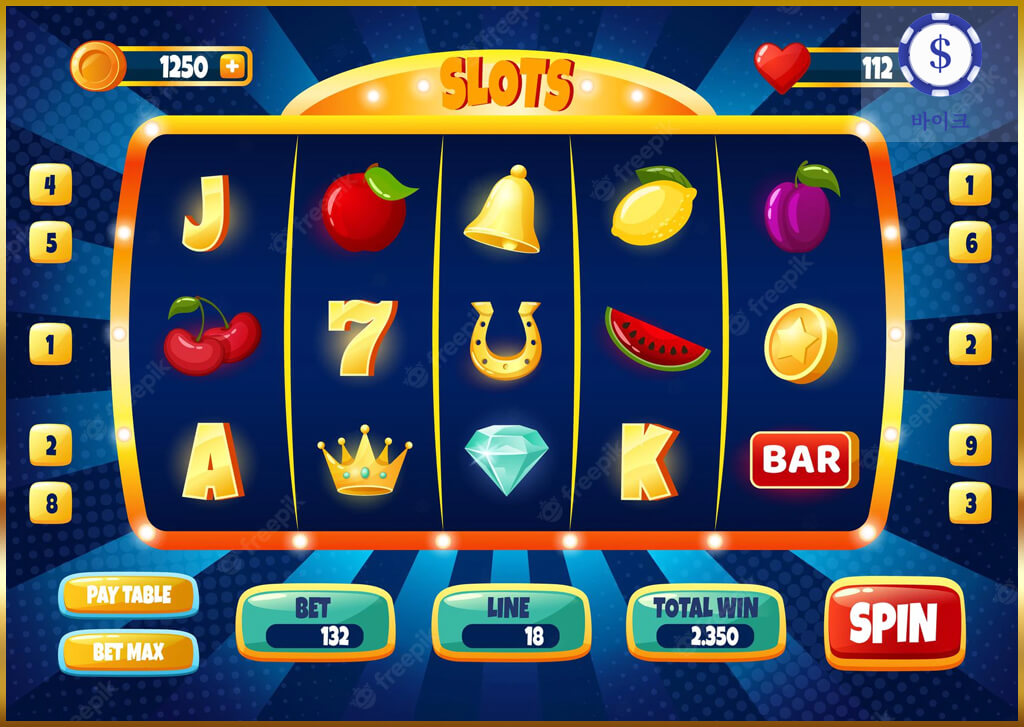 1250 +
SLOTS
112
$
바이크
4
5
1
2
8
J
7
A
K
BAR
1
6
2
9
3
PAY TABLE
BET MAX
BET
132
LINE
18
TOTAL WIN
2.350
SPIN
freepik